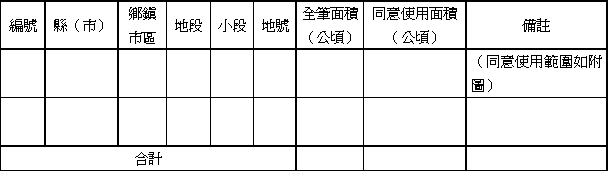 編號 縣（市） 鄉鎮市區 地段 小段 地號 全筆面積（公頃） 同意使用面積（公頃） 備註
（同意使用範圍如附圖）
合計